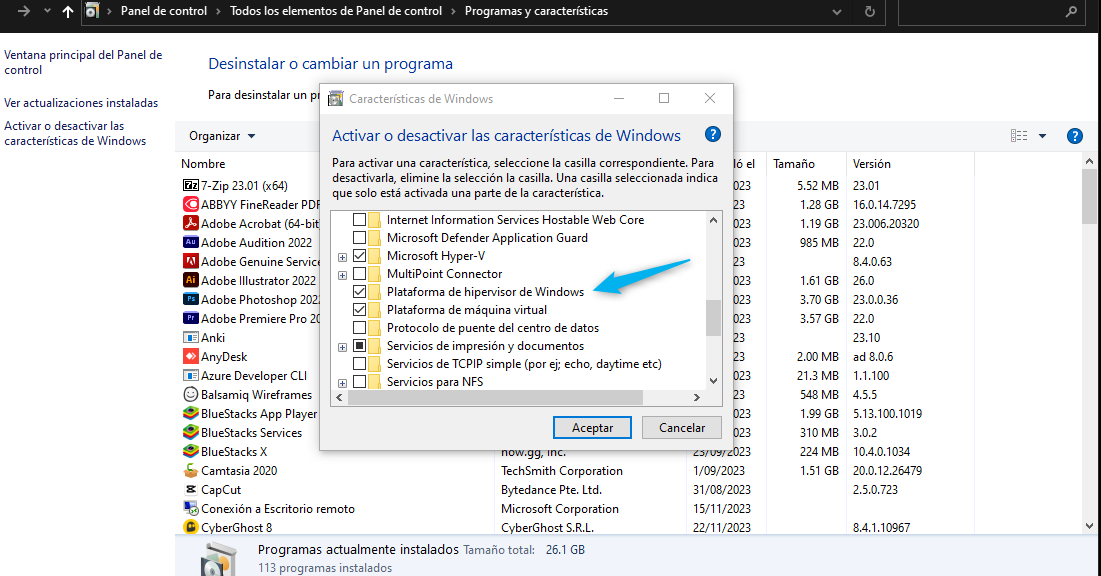 Panel de control > Todos los elementos de Panel de control > Programas y características
Ventana principal del Panel de
control
Ver actualizaciones instaladas
Activar o desactivar las
características de Windows
Desinstalar o cambiar un programa
Para desinstalar un
Organizar
Nombre
ló el
Tamaño
Versión
7-Zip 23.01 (x64)
023
5.52 MB
23.01
ABBYY FineReader PDF
023
1.28 GB
16.0.14.7295
Adobe Acrobat (64-bit
023
1.19 GB
23.006.20320
Adobe Audition 2022
023
985 MB
22.0
Adobe Genuine Service
023
8.4.0.63
Adobe Illustrator 2022
023
1.61 GB
26.0
Adobe Photoshop 2022
023
3.70 GB
23.0.0.36
Adobe Premiere Pro 20
023
3.57 GB
22.0
Anki
23
23.10
AnyDesk
23
2.00 MB
ad 8.0.6
Azure Developer CLI
23
21.3 MB
1.1.100
Balsamiq Wireframes
023
548 MB
4.5.5
BlueStacks App Player
023
1.99 GB
5.13.100.1019
BlueStacks Services
023
310 MB
3.0.2
BlueStacks X
now.gg, Inc.
23/09/2023
224 MB
10.4.0.1034
Camtasia 2020
TechSmith Corporation
1/09/2023
1.51 GB
20.0.12.26479
CapCut
Bytedance Pte. Ltd.
31/08/2023
2.5.0.723
Conexión a Escritorio remoto
Microsoft Corporation
15/11/2023
CyberGhost 8
CyberGhost S.R.L.
22/11/2023
8.4.1.10967
Programas actualmente instalados Tamaño total: 26.1 GB
113 programas instalados
Características de Windows
Activar o desactivar las características de Windows
Para activar una característica, seleccione la casilla correspondiente. Para
desactivarla, elimine la selección la casilla. Una casilla seleccionada indica
que solo está activada una parte de la característica.
Internet Information Services Hostable Web Core
Microsoft Defender Application Guard
Microsoft Hyper-V
MultiPoint Connector
Plataforma de hipervisor de Windows
Plataforma de máquina virtual
Protocolo de puente del centro de datos
Servicios de impresión y documentos
Servicios de TCPIP simple (por ej; echo, daytime etc)
Servicios para NFS
Aceptar
Cancelar